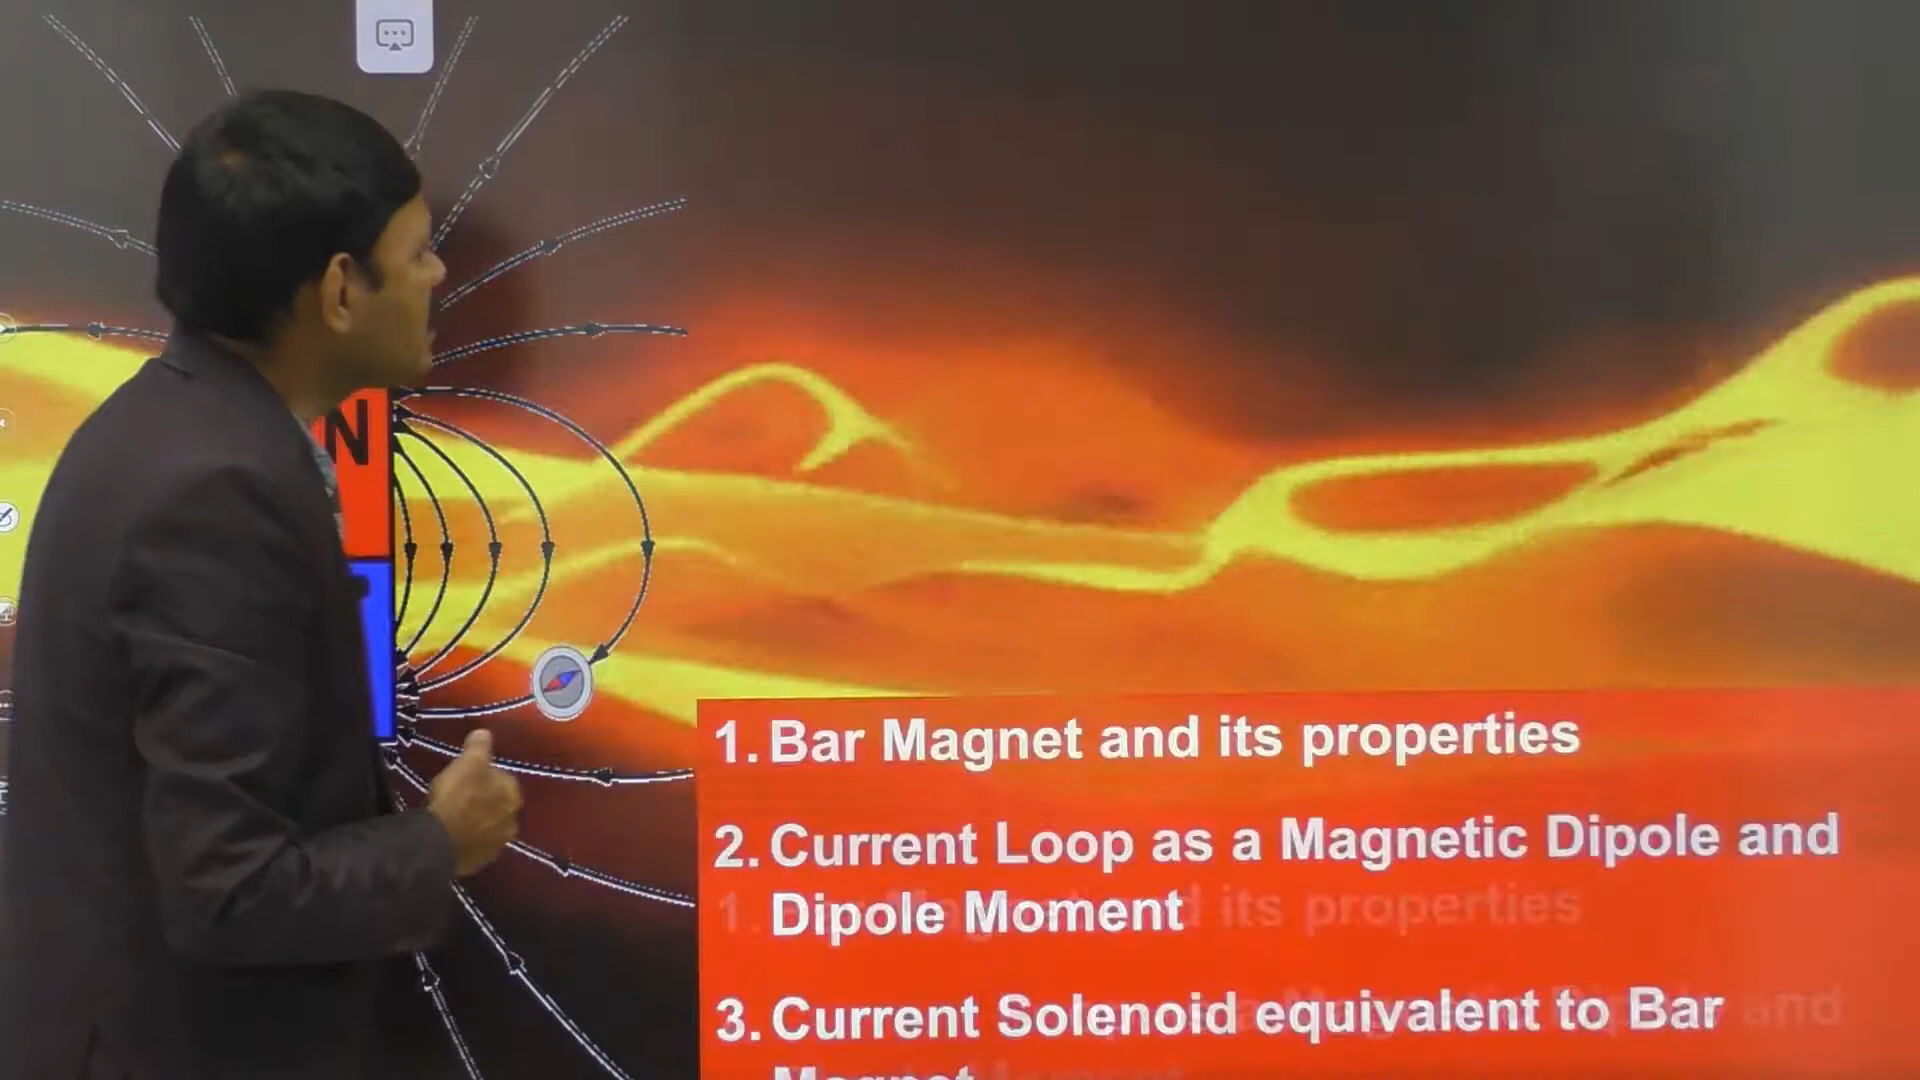 N
1. Bar Magnet and its properties
2. Current Loop as a Magnetic Dipole and
Dipole Moment
3. Current Solenoid equivalent to Bar
Magnet